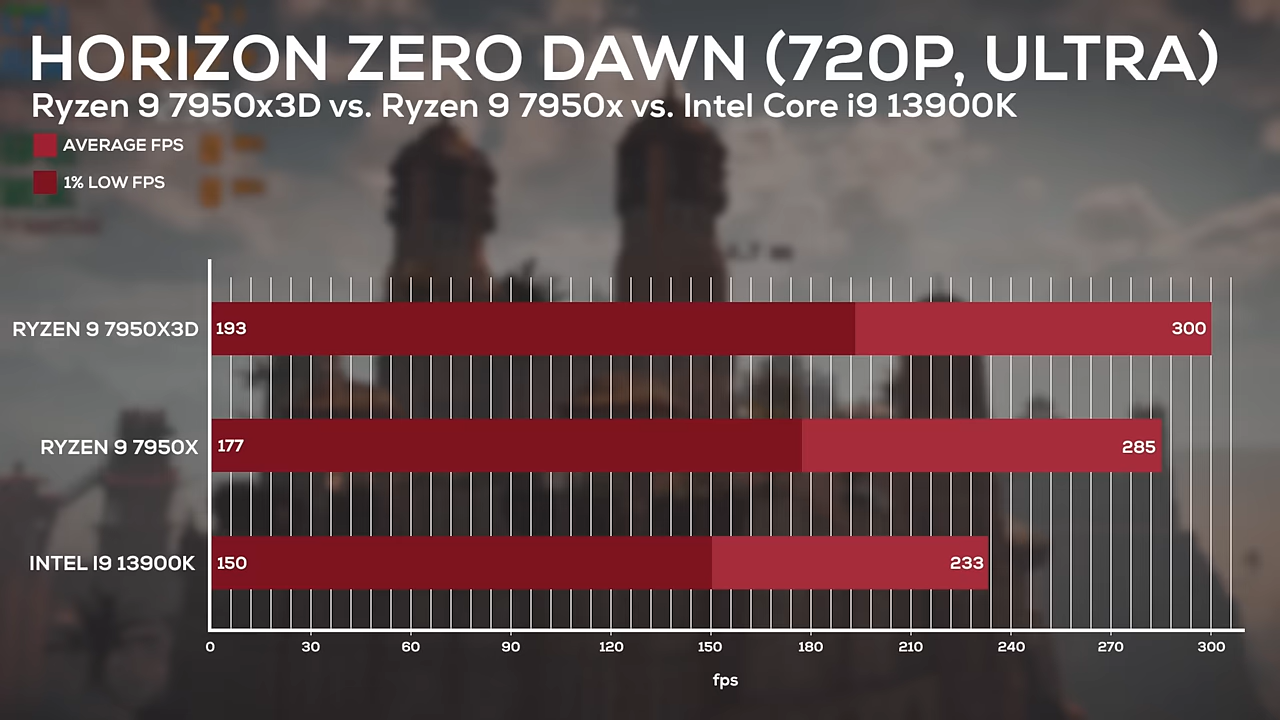 HORIZON ZERO DAWN (720P, ULTRA)
Ryzen 9 7950x3D vs. Ryzen 9 7950x vs. Intel Core i9 13900K
AVERAGE FPS
1% LOW FPS
RYZEN 9 7950X3D 193 300
RYZEN 9 7950X 177 285
INTEL I9 13900K 150 233
0 30 60 90 120 150 180 210 240 270 300
fps